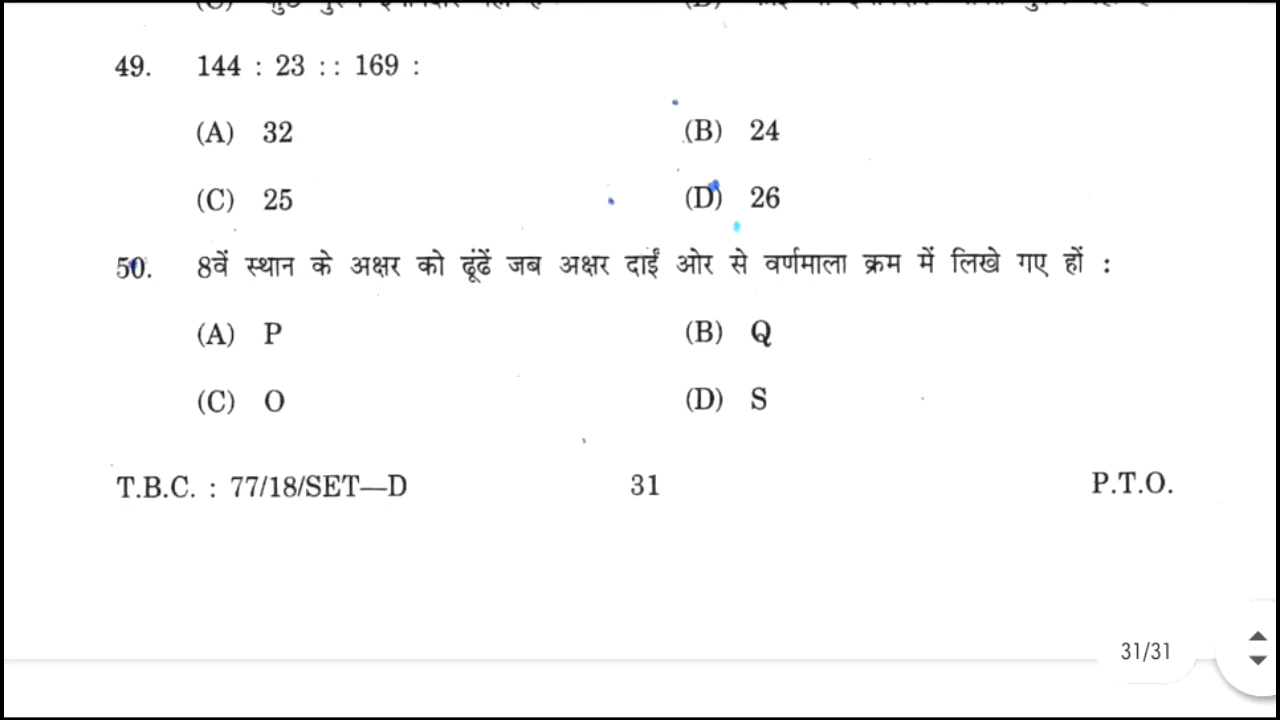 49. 144 : 23 :: 169 :
(A) 32 (B) 24
(C) 25 (D) 26
50. 8वें स्थान के अक्षर को ढूंढें जब अक्षर दाईं ओर से वर्णमाला क्रम में लिखे गए हों :
(A) P (B) Q
(C) O (D) S
T.B.C. : 77/18/SET—D 31 P.T.O.
31/31